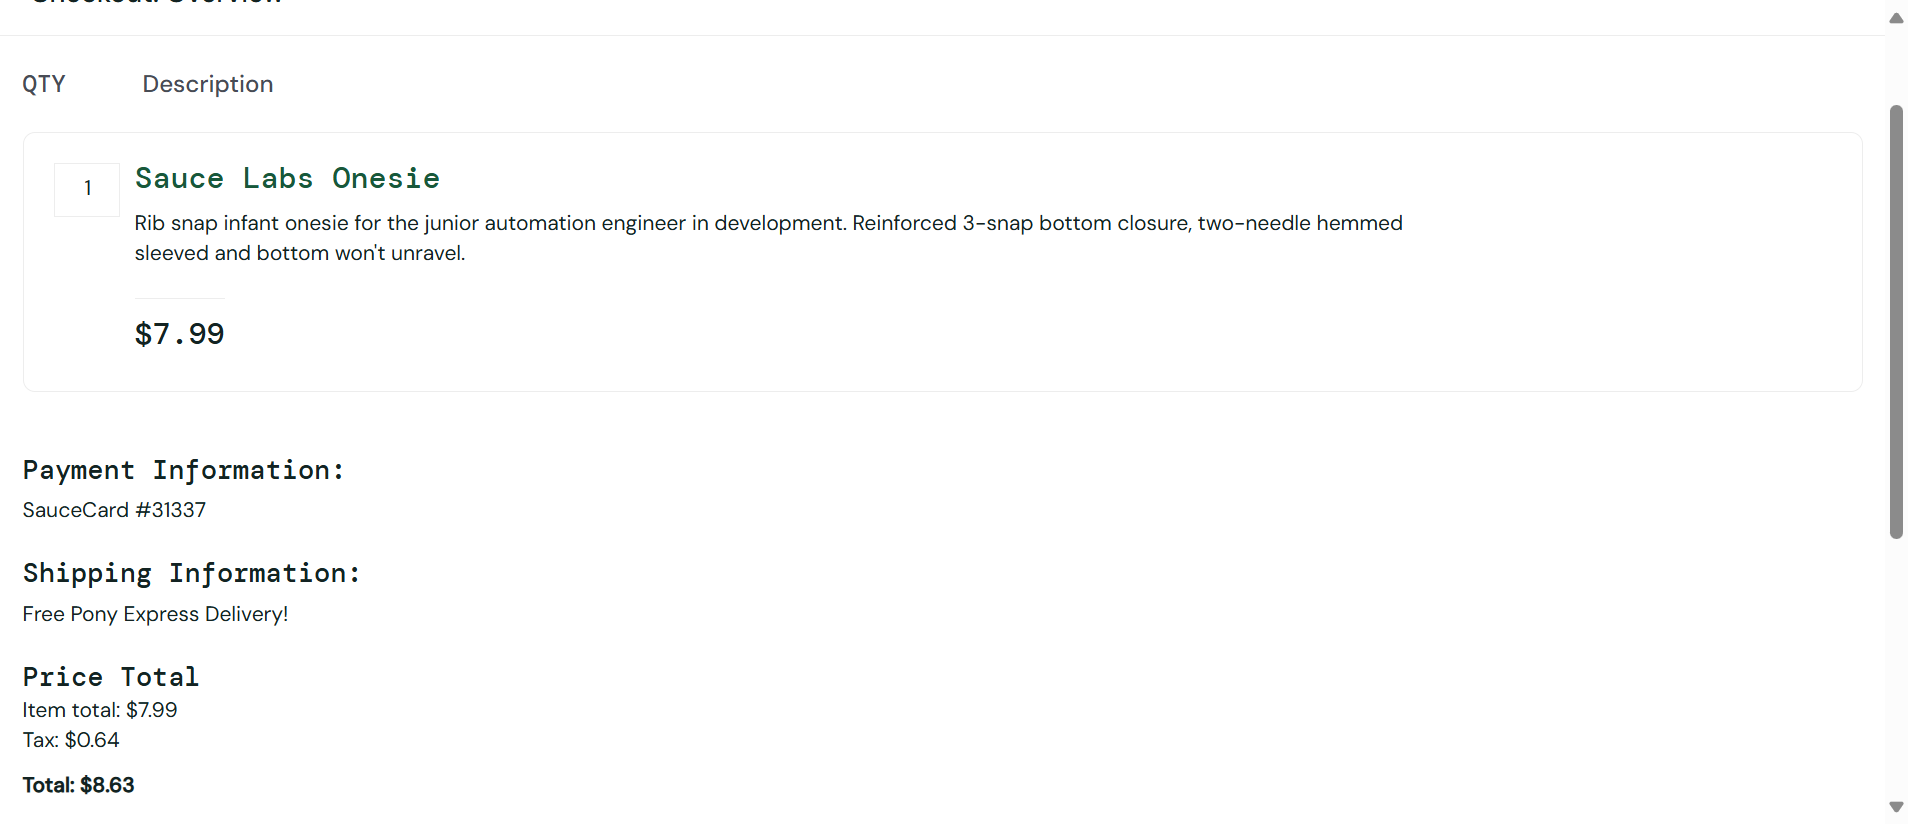 Checkout: Overview
QTY Description
1 Sauce Labs Onesie
Rib snap infant onesie for the junior automation engineer in development. Reinforced 3-snap bottom closure, two-needle hemmed
sleeved and bottom won't unravel.
$7.99
Payment Information:
SauceCard #31337
Shipping Information:
Free Pony Express Delivery!
Price Total
Item total: $7.99
Tax: $0.64
Total: $8.63